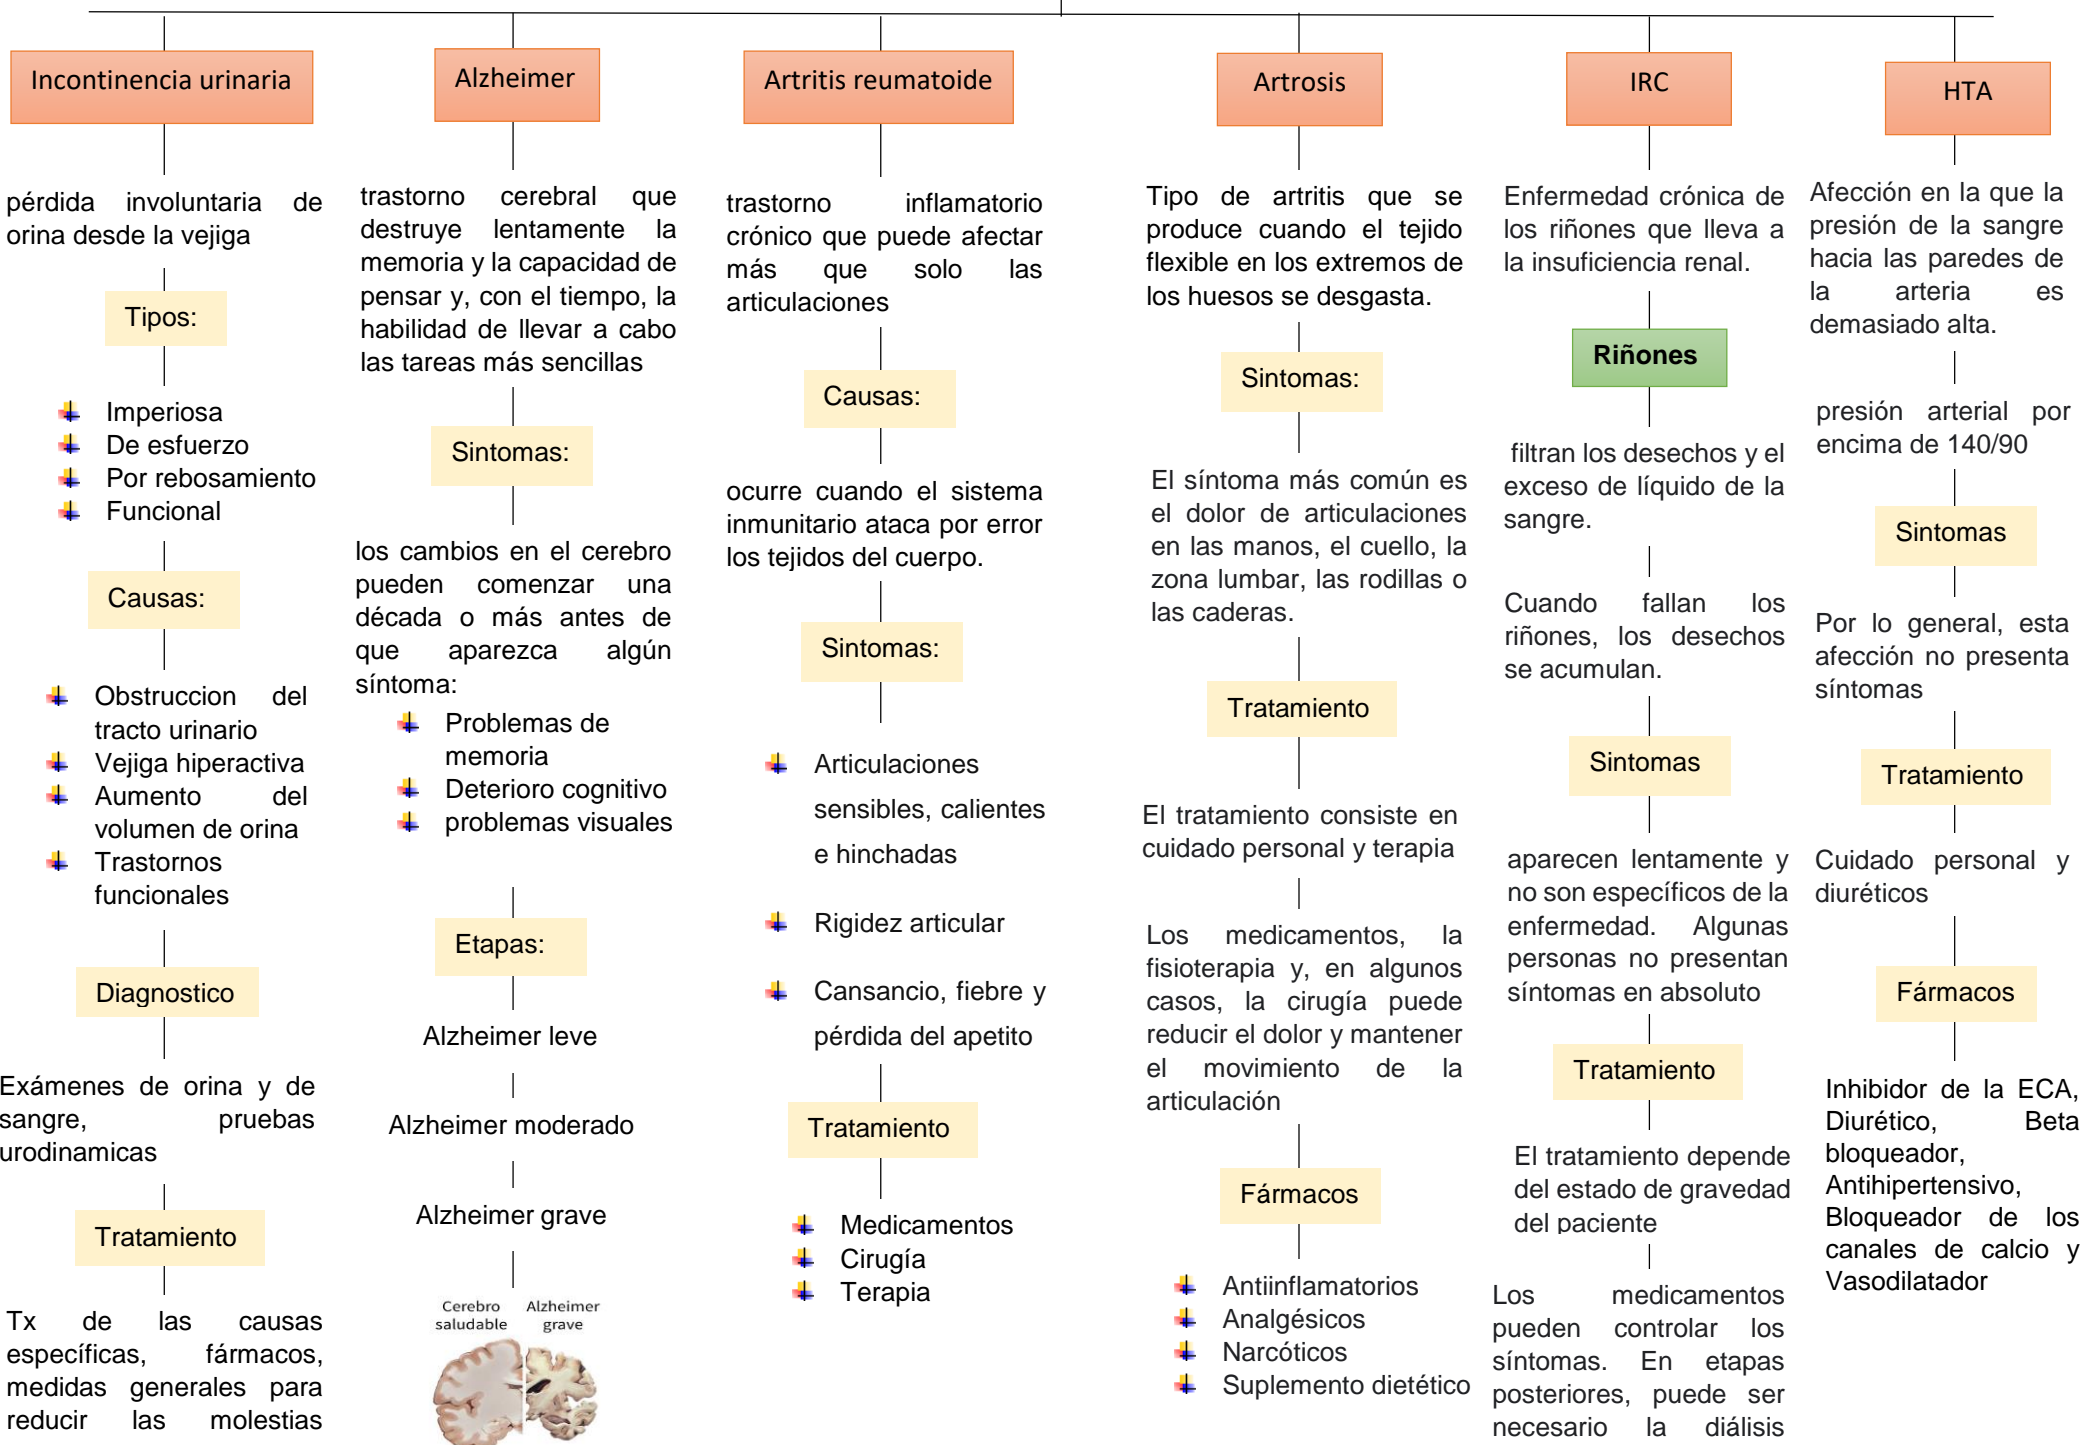 Incontinencia urinaria
pérdida involuntaria de
orina desde la vejiga
Tipos:
Imperiosa
De esfuerzo
Por rebosamiento
Funcional
Causas:
Obstruccion del
tracto urinario
Vejiga hiperactiva
Aumento del
volumen de orina
Trastornos
funcionales
Diagnostico
Exámenes de orina y de
sangre, pruebas
urodinamicas
Tratamiento
Tx de las causas
específicas, fármacos,
medidas generales para
reducir las molestias
Alzheimer
trastorno cerebral que
destruye lentamente la
memoria y la capacidad de
pensar y, con el tiempo, la
habilidad de llevar a cabo
las tareas más sencillas
Sintomas:
los cambios en el cerebro
pueden comenzar una
década o más antes de
que aparezca algún
síntoma:
Problemas de
memoria
Deterioro cognitivo
problemas visuales
Etapas:
Alzheimer leve
Alzheimer moderado
Alzheimer grave
Cerebro
saludable
Alzheimer
grave
Artritis reumatoide
trastorno inflamatorio
crónico que puede afectar
más que solo las
articulaciones
Causas:
ocurre cuando el sistema
inmunitario ataca por error
los tejidos del cuerpo.
Sintomas:
Articulaciones
sensibles, calientes
e hinchadas
Rigidez articular
Cansancio, fiebre y
pérdida del apetito
Tratamiento
Medicamentos
Cirugía
Terapia
Artrosis
Tipo de artritis que se
produce cuando el tejido
flexible en los extremos de
los huesos se desgasta.
Sintomas:
El síntoma más común es
el dolor de articulaciones
en las manos, el cuello, la
zona lumbar, las rodillas o
las caderas.
Tratamiento
El tratamiento consiste en
cuidado personal y terapia
Los medicamentos, la
fisioterapia y, en algunos
casos, la cirugía puede
reducir el dolor y mantener
el movimiento de la
articulación
Fármacos
Antiinflamatorios
Analgésicos
Narcóticos
Suplemento dietético
IRC
Enfermedad crónica de
los riñones que lleva a
la insuficiencia renal.
Riñones
filtran los desechos y el
exceso de líquido de la
sangre.
Cuando fallan los
riñones, los desechos
se acumulan.
Sintomas
aparecen lentamente y
no son específicos de la
enfermedad. Algunas
personas no presentan
síntomas en absoluto
Tratamiento
El tratamiento depende
del estado de gravedad
del paciente
Los medicamentos
pueden controlar los
síntomas. En etapas
posteriores, puede ser
necesario la diálisis
HTA
Afección en la que la
presión de la sangre
hacia las paredes de
la arteria es
demasiado alta.
presión arterial por
encima de 140/90
Sintomas
Por lo general, esta
afección no presenta
síntomas
Tratamiento
Cuidado personal y
diuréticos
Fármacos
Inhibidor de la ECA,
Diurético, Beta
bloqueador,
Antihipertensivo,
Bloqueador de los
canales de calcio y
Vasodilatador